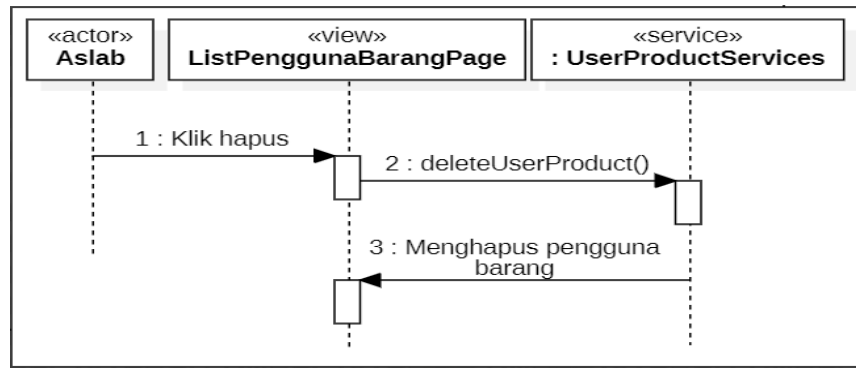 «actor»
Aslab
«view»
ListPenggunaBarangPage
«service»
: UserProductServices
1 : Klik hapus
2 : deleteUserProduct()
3 : Menghapus pengguna
barang